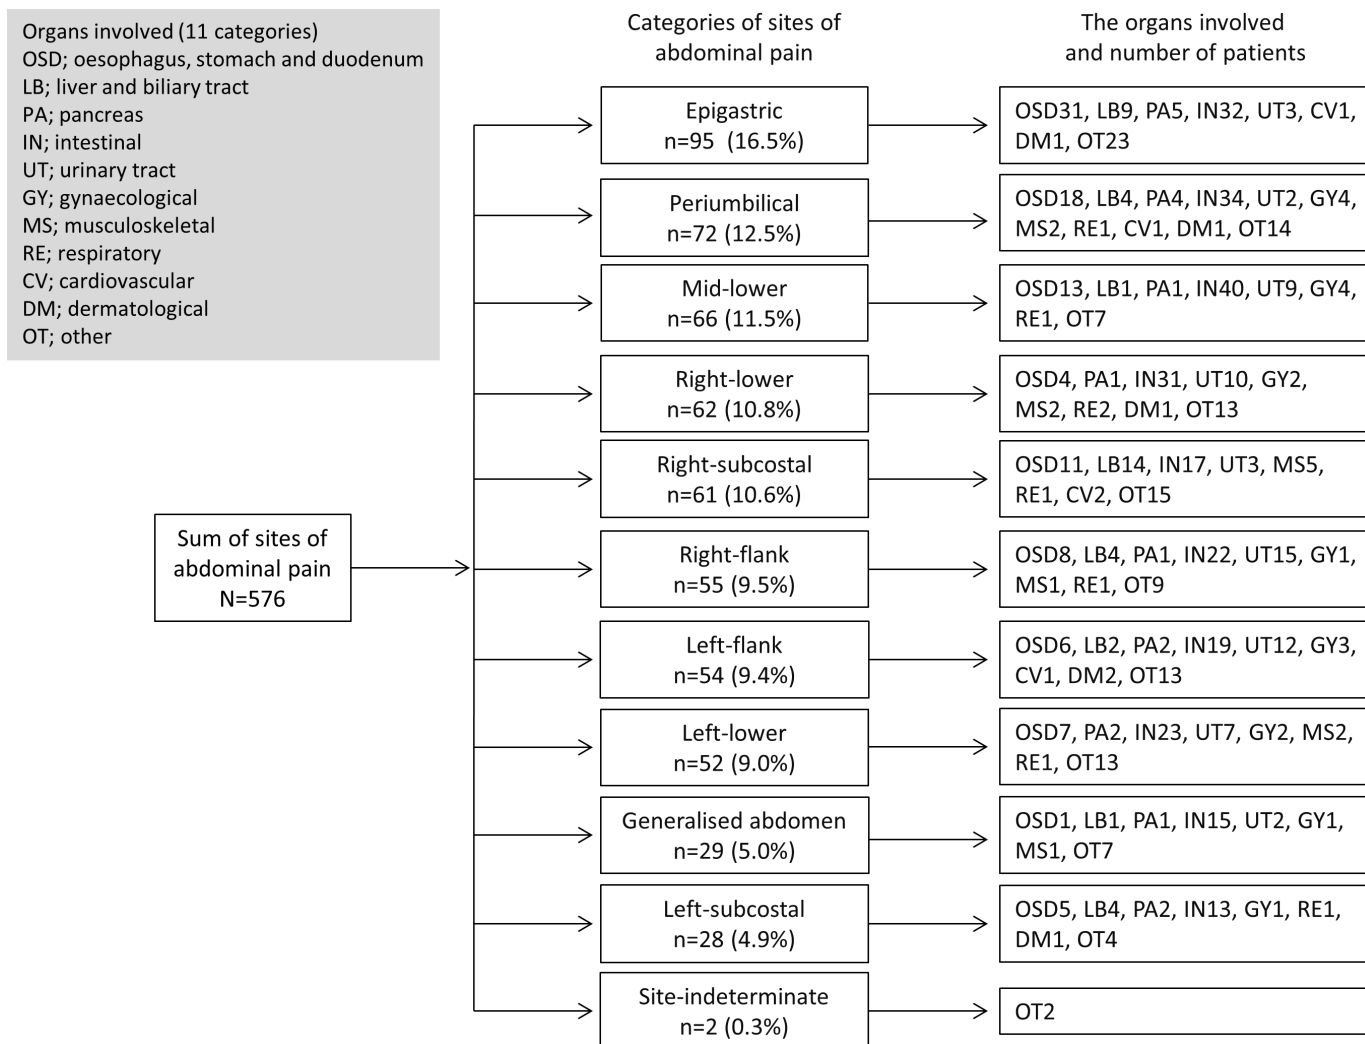 Organs involved (11 categories)
OSD; oesophagus, stomach and duodenum
LB; liver and biliary tract
PA; pancreas
IN; intestinal
UT; urinary tract
GY; gynaecological
MS; musculoskeletal
RE; respiratory
CV; cardiovascular
DM; dermatological
OT; other
Categories of sites of
abdominal pain
The organs involved
and number of patients
Sum of sites of
abdominal pain
N=576
Epigastric
n=95 (16.5%)
OSD31, LB9, PA5, IN32, UT3, CV1,
DM1, OT23
Periumbilical
n=72 (12.5%)
OSD18, LB4, PA4, IN34, UT2, GY4,
MS2, RE1, CV1, DM1, OT14
Mid-lower
n=66 (11.5%)
OSD13, LB1, PA1, IN40, UT9, GY4,
RE1, OT7
Right-lower
n=62 (10.8%)
OSD4, PA1, IN31, UT10, GY2,
MS2, RE2, DM1, OT13
Right-subcostal
n=61 (10.6%)
OSD11, LB14, IN17, UT3, MS5,
RE1, CV2, OT15
Right-flank
n=55 (9.5%)
OSD8, LB4, PA1, IN22, UT15, GY1,
MS1, RE1, OT9
Left-flank
n=54 (9.4%)
OSD6, LB2, PA2, IN19, UT12, GY3,
CV1, DM2, OT13
Left-lower
n=52 (9.0%)
OSD7, PA2, IN23, UT7, GY2, MS2,
RE1, OT13
Generalised abdomen
n=29 (5.0%)
OSD1, LB1, PA1, IN15, UT2, GY1,
MS1, OT7
Left-subcostal
n=28 (4.9%)
OSD5, LB4, PA2, IN13, GY1, RE1,
DM1, OT4
Site-indeterminate
n=2 (0.3%)
OT2